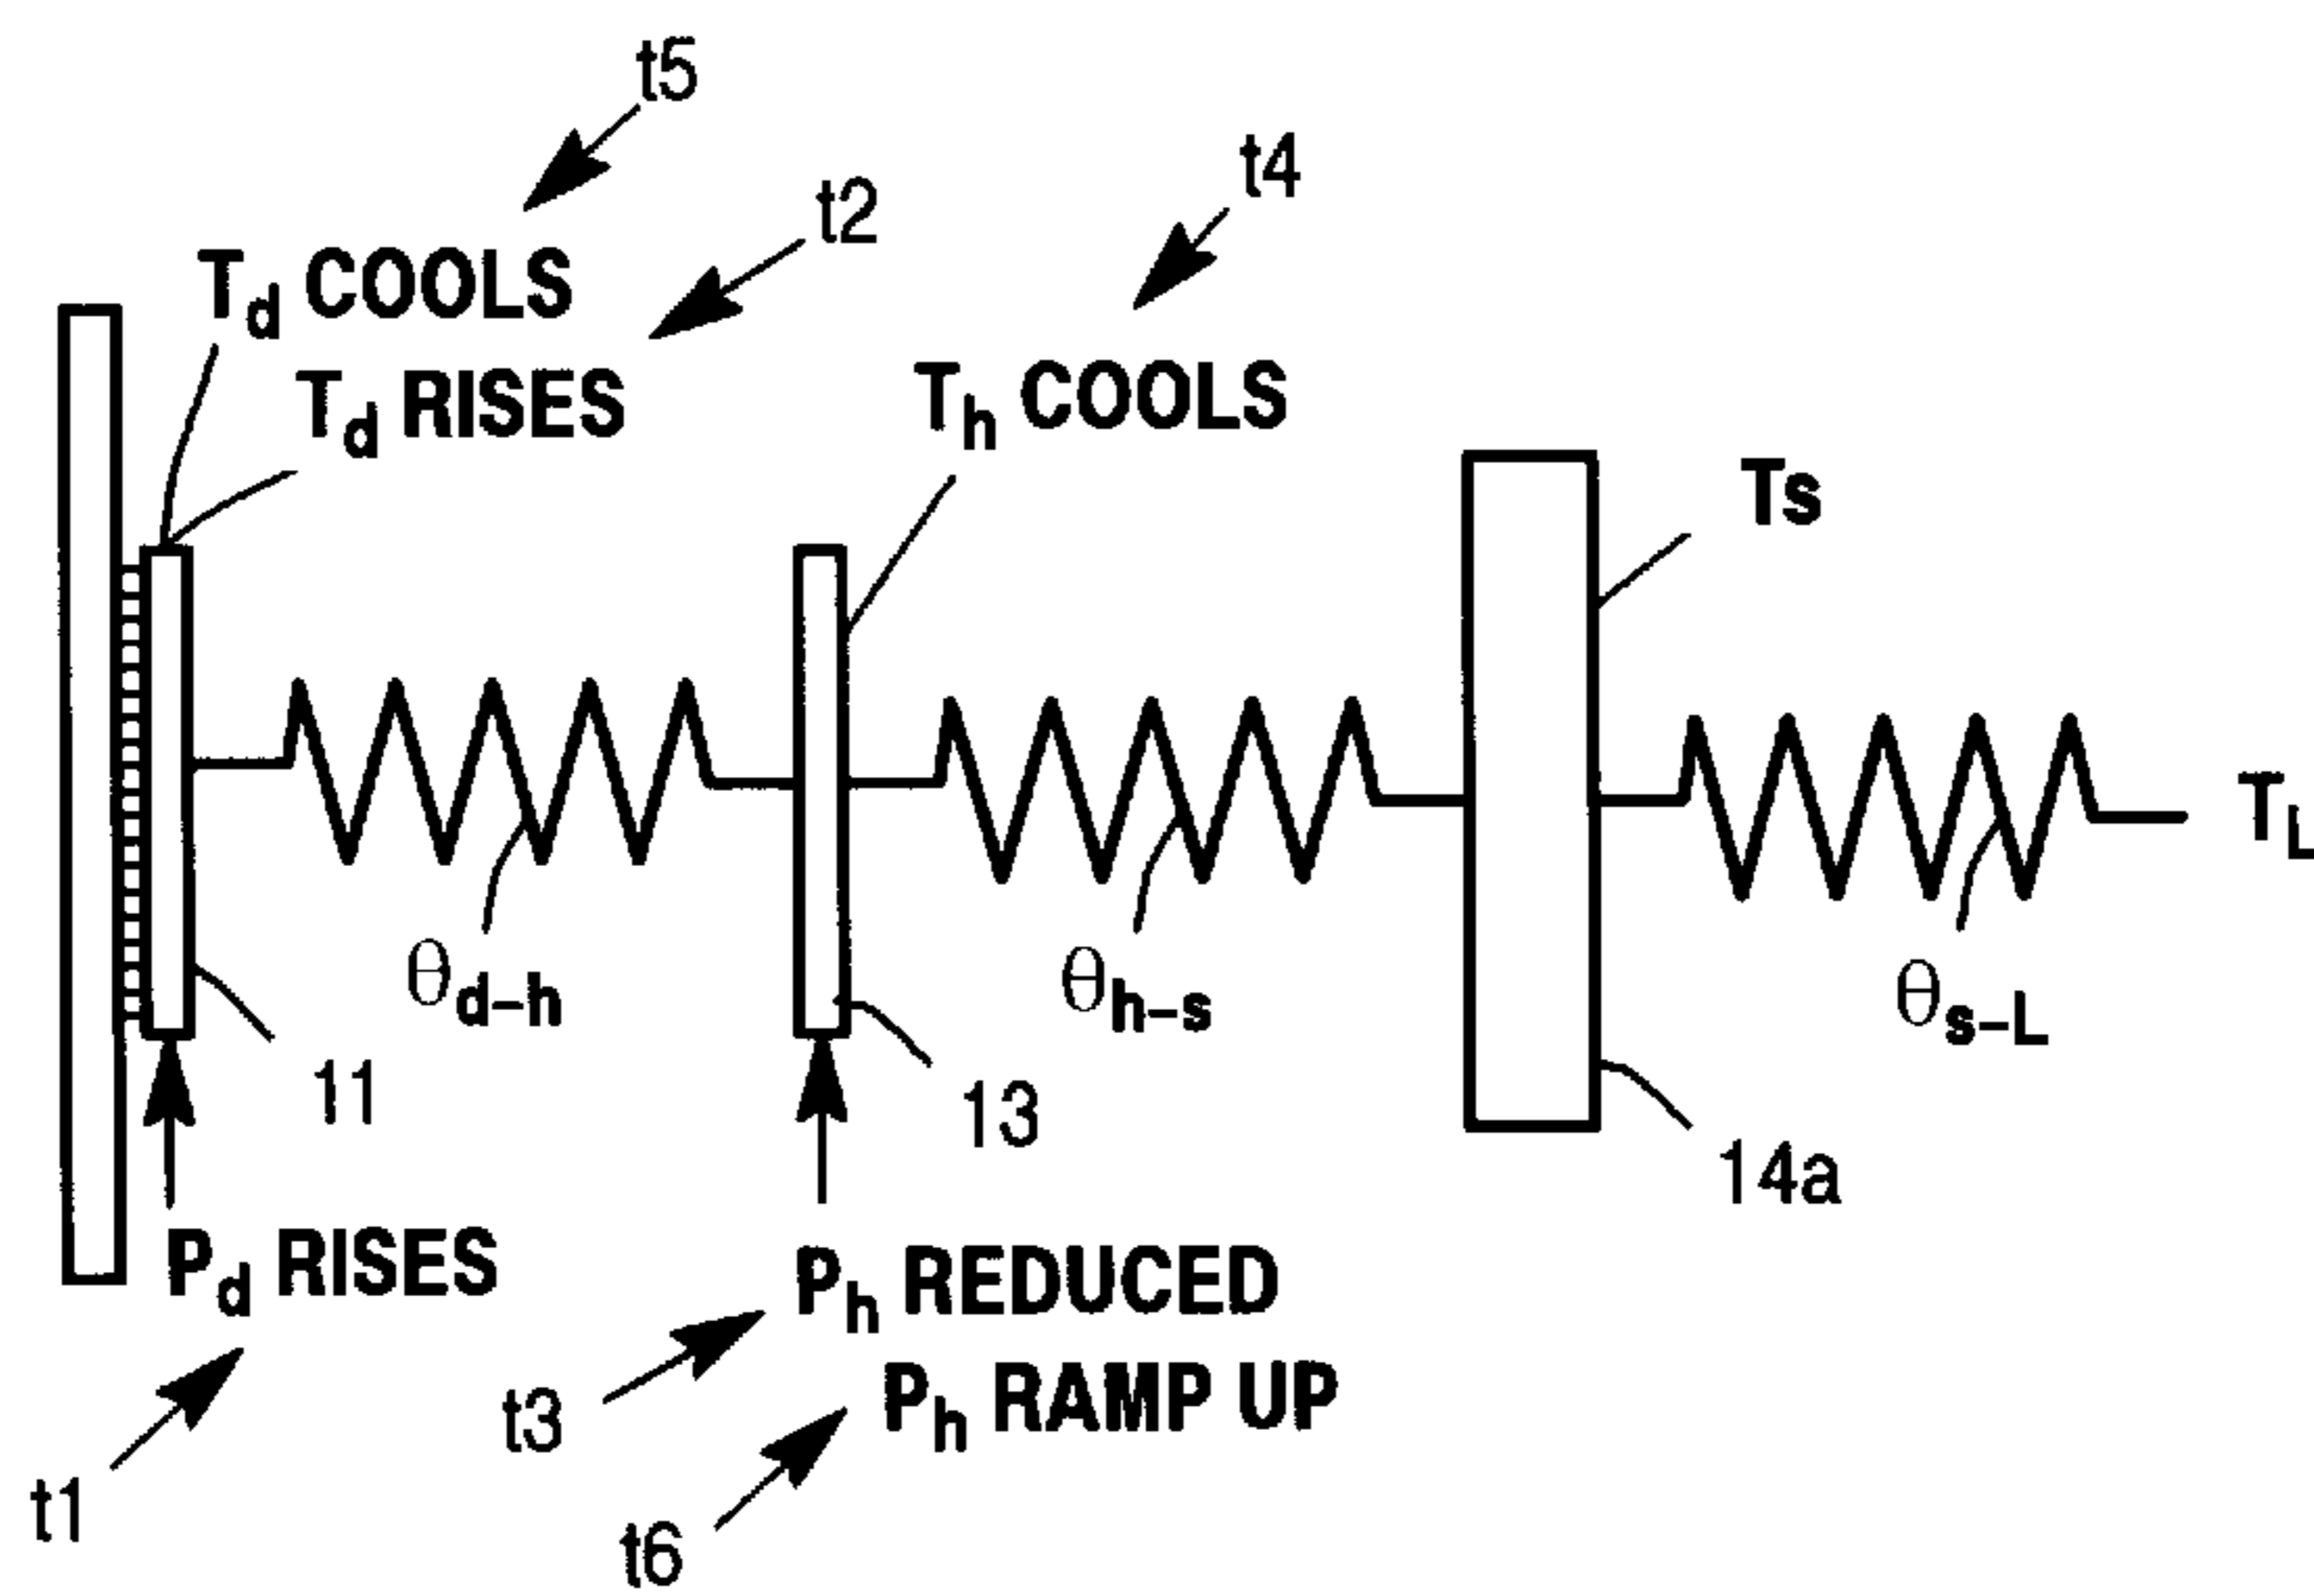 t5
t4
t2
Td COOLS
Td RISES
Th COOLS
Ts
TL
θd–h
θh–s
θs–L
11
13
14a
Pd RISES
Ph REDUCED
Ph RAMP UP
t3
t1
t6